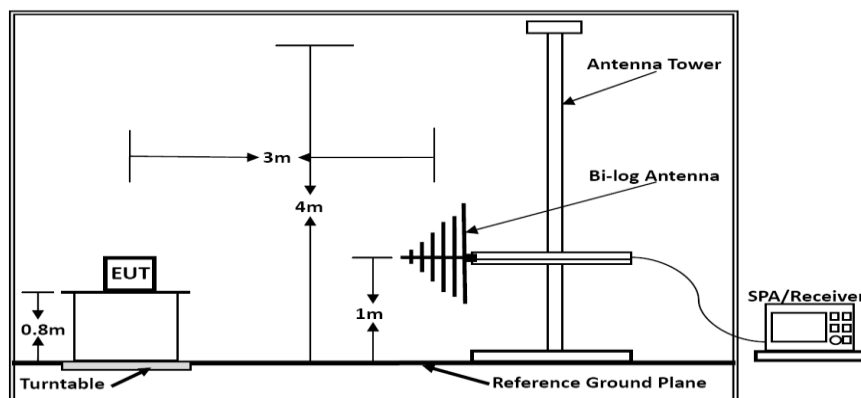 Antenna Tower
3m
Bi-log Antenna
4m
EUT
SPA/Receiver
0.8m
1m
Turntable
Reference Ground Plane